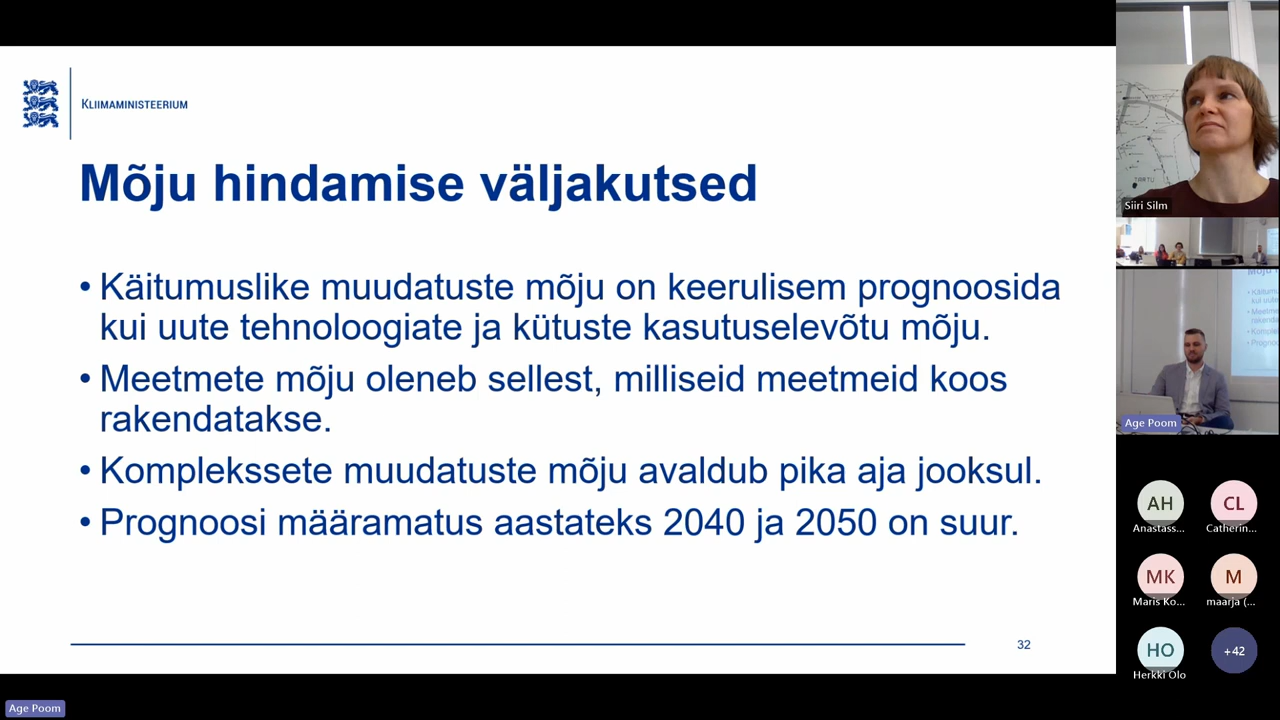 Kliimaministeerium
Mõju hindamise väljakutsed
• Käitumuslike muudatuste mõju on keerulisem prognoosida
kui uute tehnoloogiate ja kütuste kasutuselevõtu mõju.
• Meetmete mõju oleneb sellest, milliseid meetmeid koos
rakendatakse.
• Komplekssete muudatuste mõju avaldub pika aja jooksul.
• Prognoosi määramatus aastateks 2040 ja 2050 on suur.
32
Age Poom
TARTU
Siiri Silm
Age Poom
AH
CL
Anastass...
Catherin...
MK
M
Maris Ko...
maarja (...
HO
+42
Herkki Olo